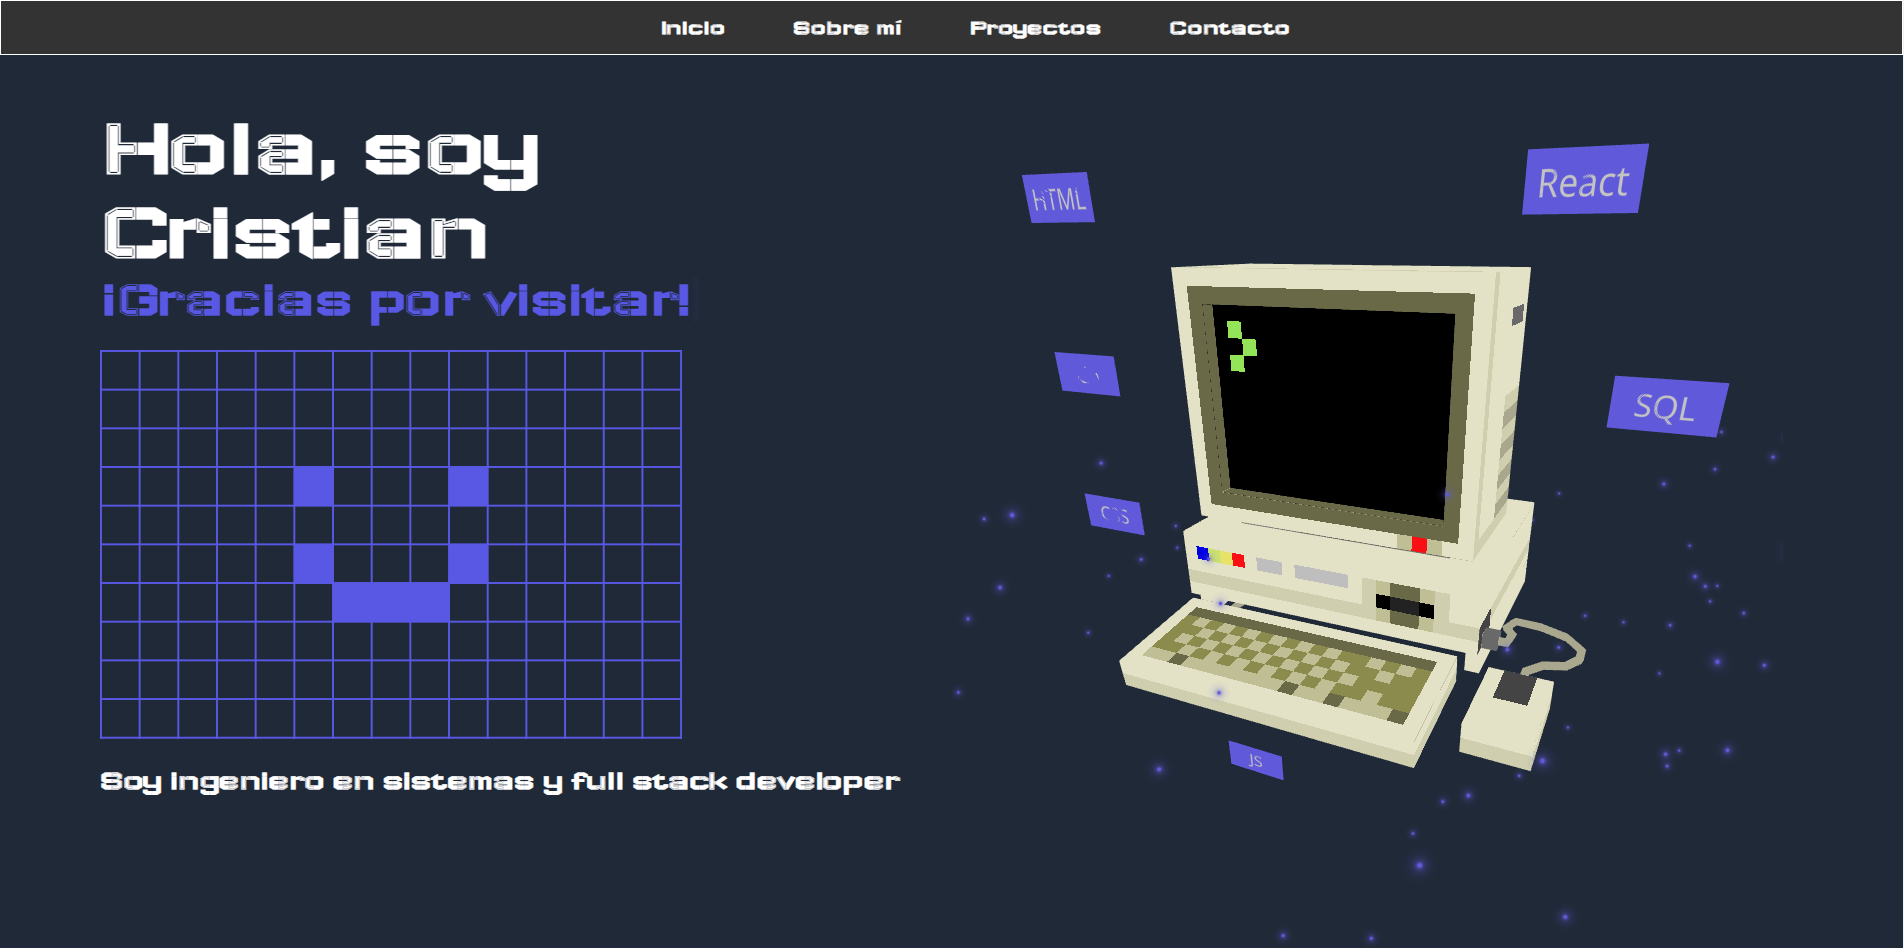 Inicio Sobre mí Proyectos Contacto
Hola, soy
Cristian
¡Gracias por visitar!
HTML
React
SQL
CSS
JS
Soy Ingeniero en sistemas y full stack developer